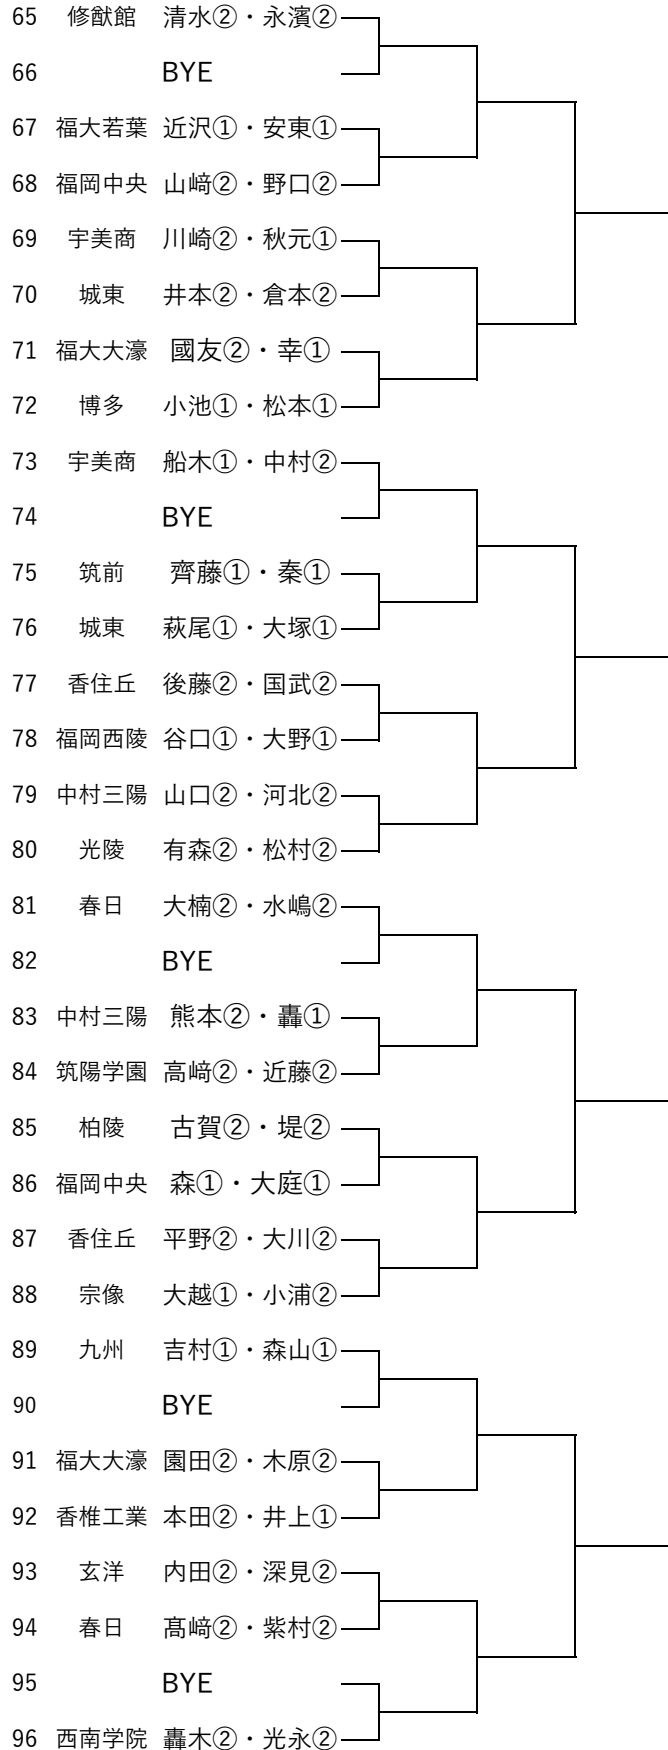 65 修猷館 清水②・永濱②
66 BYE
67 福大若葉 近沢①・安東①
68 福岡中央 山﨑②・野口②
69 宇美商 川崎②・秋元①
70 城東 井本②・倉本②
71 福大大濠 國友②・幸①
72 博多 小池①・松本①
73 宇美商 船木①・中村②
74 BYE
75 筑前 齊藤①・秦①
76 城東 萩尾①・大塚①
77 香住丘 後藤②・国武②
78 福岡西陵 谷口①・大野①
79 中村三陽 山口②・河北②
80 光陵 有森②・松村②
81 春日 大楠②・水嶋②
82 BYE
83 中村三陽 熊本②・轟①
84 筑陽学園 高﨑②・近藤②
85 柏陵 古賀②・堤②
86 福岡中央 森①・大庭①
87 香住丘 平野②・大川②
88 宗像 大越①・小浦②
89 九州 吉村①・森山①
90 BYE
91 福大大濠 園田②・木原②
92 香椎工業 本田②・井上①
93 玄洋 内田②・深見②
94 春日 髙﨑②・紫村②
95 BYE
96 西南学院 轟木②・光永②